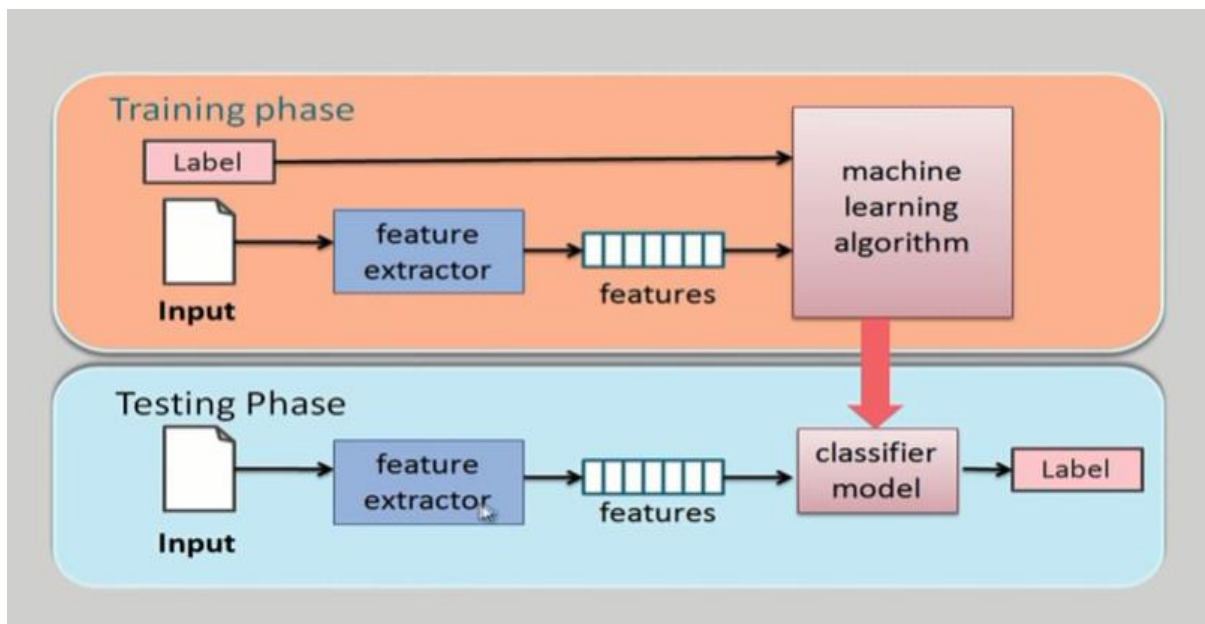 Training phase
Label
machine
learning
algorithm
feature
extractor
features
Input
Testing Phase
feature
extractor
features
classifier
model
Label
Input